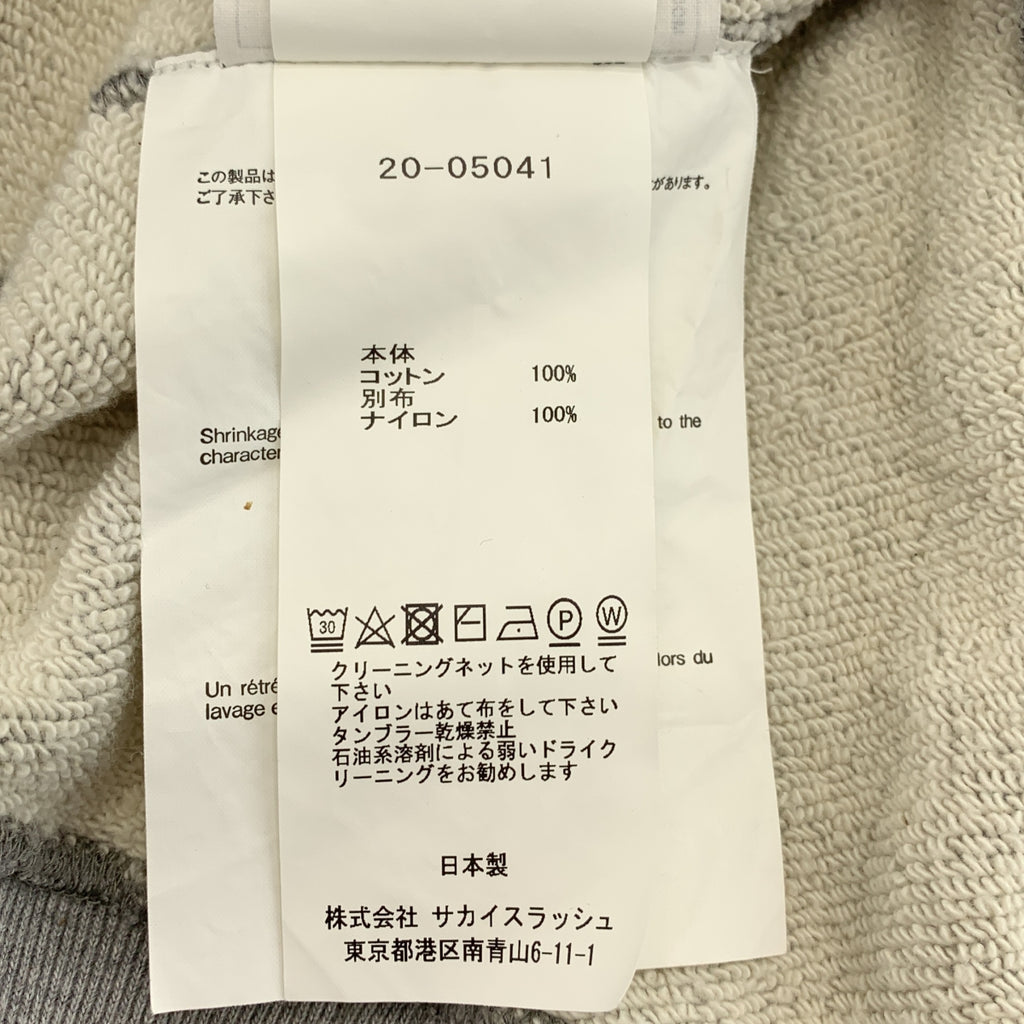 20-05041
この製品は
ご了承下さ
があります。
本体
コットン 100%
別布
ナイロン 100%
Shrinkage
character
to the
30 P W
クリーニングネットを使用して
下さい
アイロンはあて布をして下さい
タンブラー乾燥禁止
石油系溶剤による弱いドライク
リーニングをお勧めします
Un rétré
lavage
lors du
日本製
株式会社 サカイスラッシュ
東京都港区南青山6-11-1